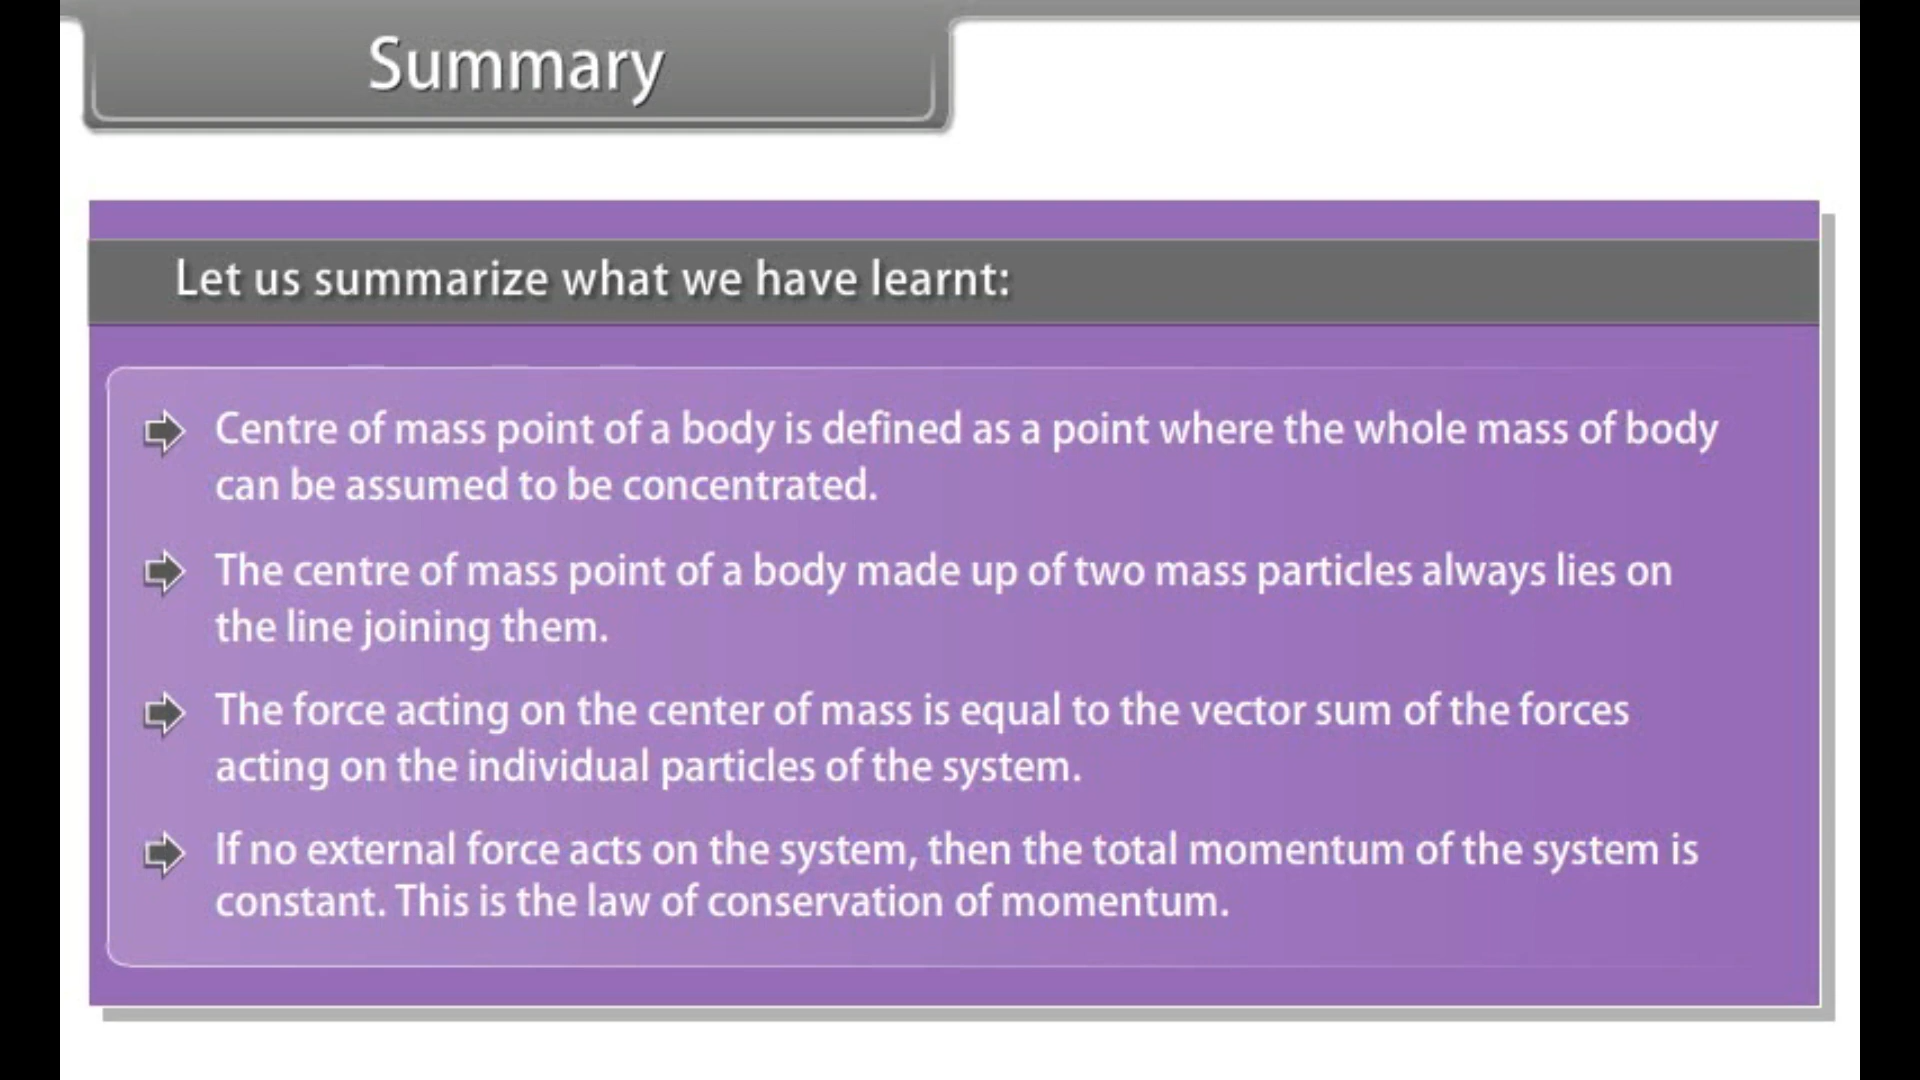 Summary
Let us summarize what we have learnt:
Centre of mass point of a body is defined as a point where the whole mass of body
can be assumed to be concentrated.
The centre of mass point of a body made up of two mass particles always lies on
the line joining them.
The force acting on the center of mass is equal to the vector sum of the forces
acting on the individual particles of the system.
If no external force acts on the system, then the total momentum of the system is
constant. This is the law of conservation of momentum.